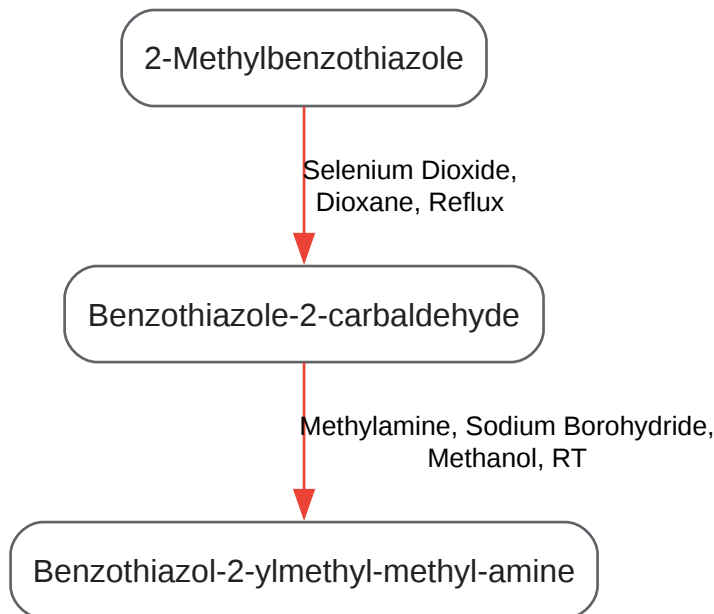 2-Methylbenzothiazole
Selenium Dioxide,
Dioxane, Reflux
Benzothiazole-2-carbaldehyde
Methylamine, Sodium Borohydride,
Methanol, RT
Benzothiazol-2-ylmethyl-methyl-amine